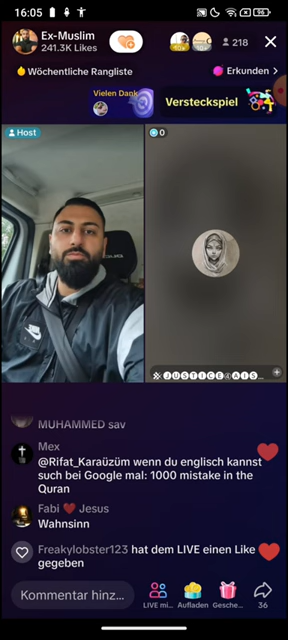 16:05
96
Ex-Muslim
241.3K Likes
218
Wöchentliche Rangliste
Erkunden >
Vielen Dank
Versteckspiel
Host
0
JUSTICE④AIS...
MUHAMMED sav
Mex
@Rifat_Karaüzüm wenn du englisch kannst
such bei Google mal: 1000 mistake in the
Quran
Fabi ❤️ Jesus
Wahnsinn
Freakylobster123 hat dem LIVE einen Like
gegeben
Kommentar hinz...
LIVE mi...
Aufladen
Gesche...
36